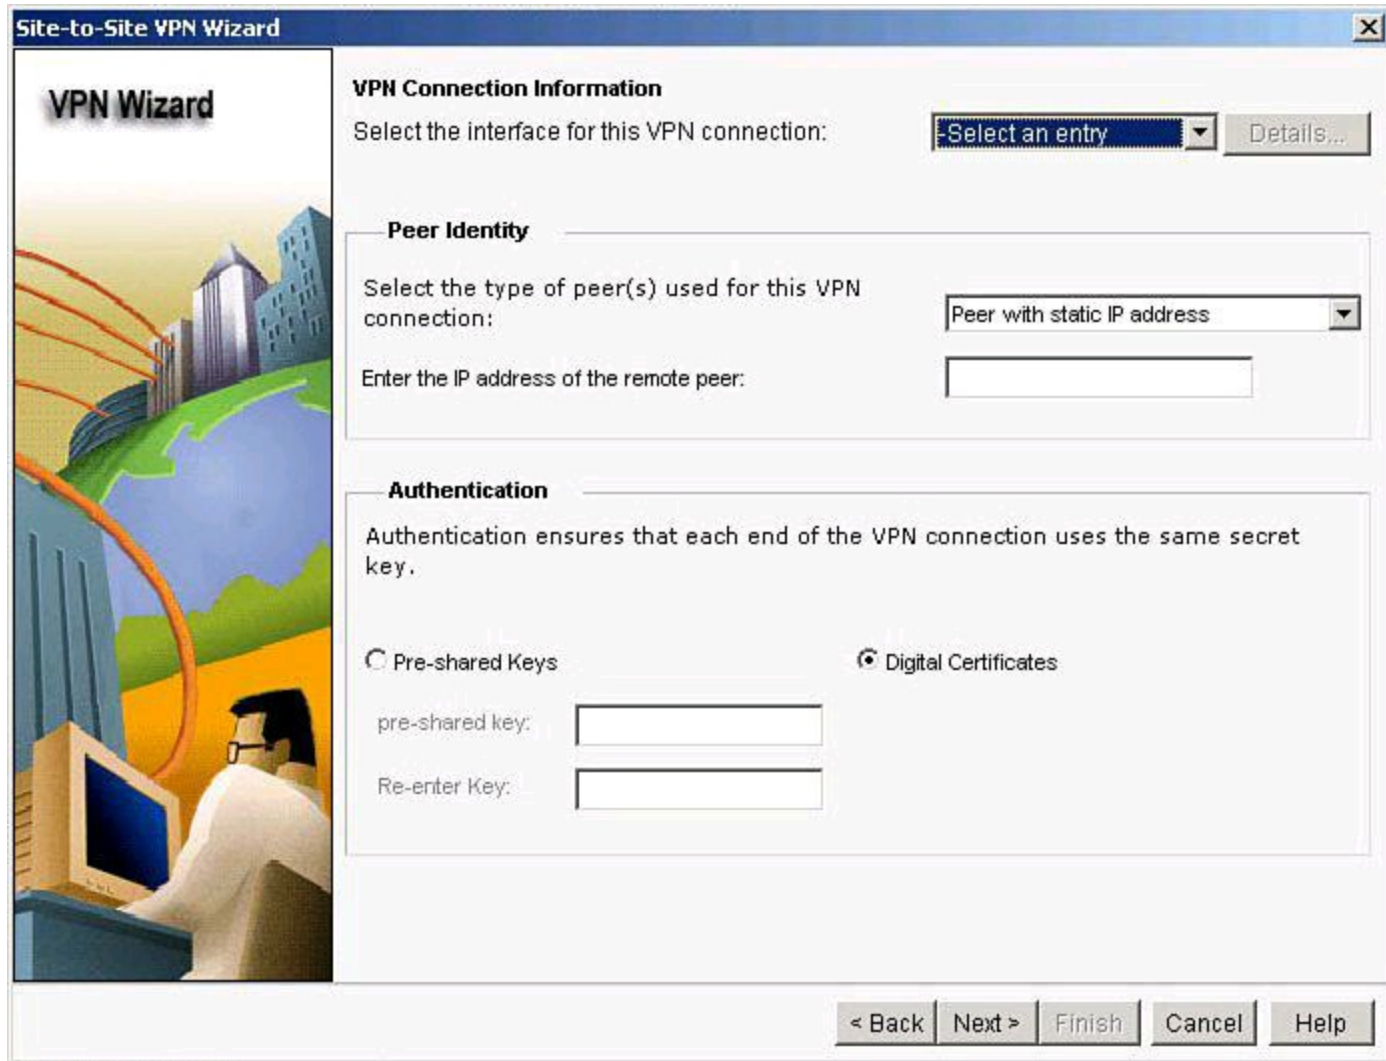 Site-to-Site VPN Wizard
VPN Wizard
VPN Connection Information
Select the interface for this VPN connection:
-Select an entry
Details...
Peer Identity
Select the type of peer(s) used for this VPN
connection:
Peer with static IP address
Enter the IP address of the remote peer:
Authentication
Authentication ensures that each end of the VPN connection uses the same secret
key.
Pre-shared Keys
Digital Certificates
pre-shared key:
Re-enter Key:
< Back
Next >
Finish
Cancel
Help